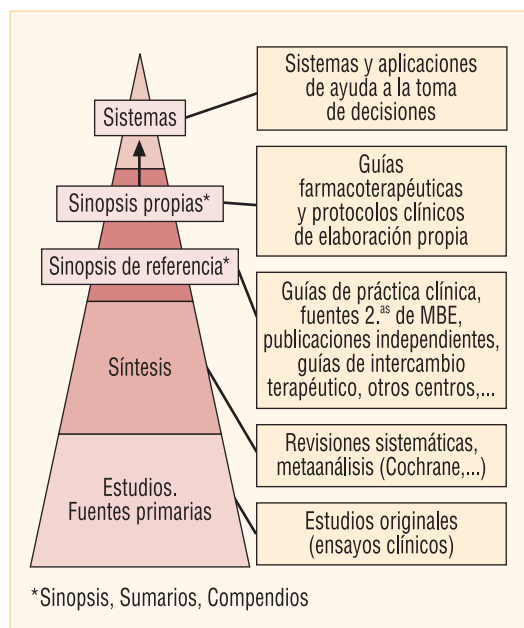 Sistemas
Sistemas y aplicaciones
de ayuda a la toma
de decisiones
Sinopsis propias*
Guías
farmacoterapéuticas
y protocolos clínicos
de elaboración propia
Sinopsis de referencia*
Guías de práctica clínica,
fuentes 2.as de MBE,
publicaciones independientes,
guías de intercambio
terapéutico, otros centros,...
Síntesis
Revisiones sistemáticas,
metaanálisis (Cochrane,...)
Estudios.
Fuentes primarias
Estudios originales
(ensayos clínicos)
*Sinopsis, Sumarios, Compendios